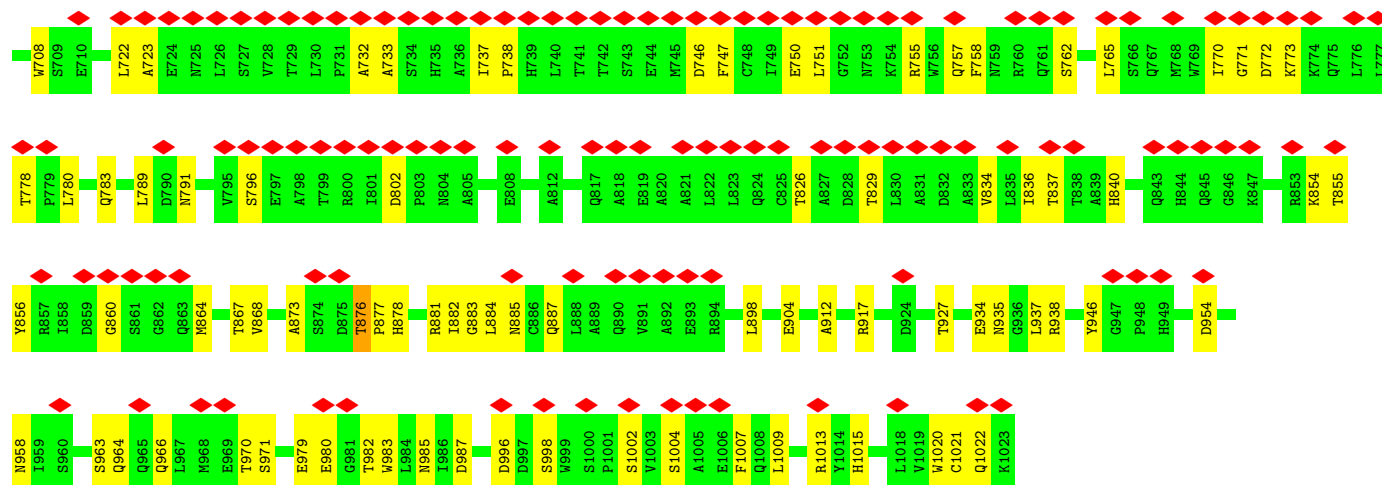 W708 S709 E710 L722 A723 E724 N725 L726 S727 V728 T729 L730 P731 A732 A733 S734 H735 A736 I737 P738 H739 L740 T741 T742 S743 E744 M745 D746 F747 C748 I749 E750 L751 G752 N753 K754 R755 W756 Q757 F758 N759 R760 Q761 S762 L765 S766 Q767 M768 W769 I770 G771 D772 K773 K774 Q775 L776 L777
T778 P779 L780 Q783 L789 D790 N791 V795 S796 E797 A798 T799 R800 I801 D802 P803 N804 A805 E808 A812 Q817 A818 E819 A820 A821 L822 L823 Q824 C825 T826 A827 D828 T829 L830 A831 D832 A833 V834 L835 I836 T837 T838 A839 H840 Q843 H844 Q845 G846 K847 R853 K854 T855
Y856 R857 I858 D859 G860 S861 G862 Q863 M864 T867 V868 A873 S874 D875 T876 P877 H878 R881 I882 G883 L884 N885 C886 Q887 L888 A889 Q890 V891 A892 E893 R894 L898 E904 A912 R917 D924 T927 E934 N935 G936 L937 R938 Y946 G947 P948 H949 D954
N958 I959 S960 S963 Q964 Q965 Q966 L967 M968 E969 T970 S971 E979 E980 G981 T982 W983 L984 N985 I986 D987 D996 D997 S998 W999 S1000 P1001 S1002 V1003 S1004 A1005 E1006 F1007 Q1008 L1009 R1013 Y1014 H1015 L1018 V1019 W1020 C1021 Q1022 K1023